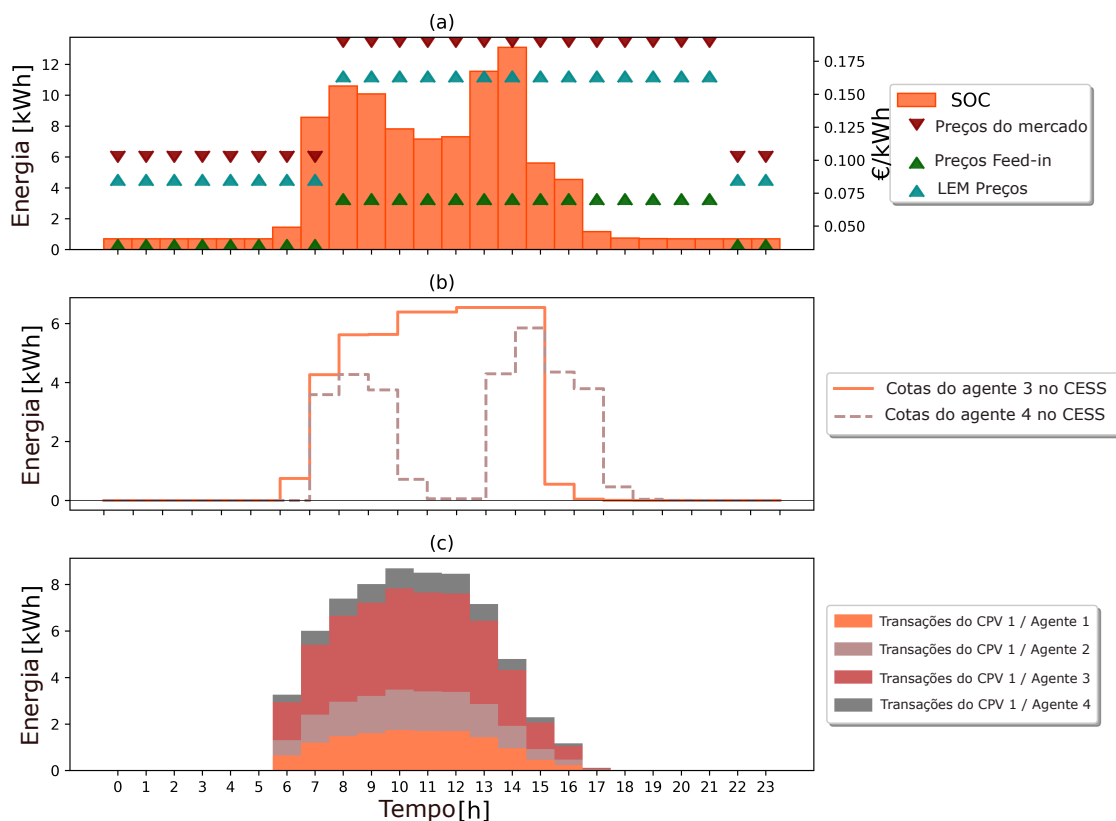 (a)
Energia [kWh]
12
10
8
6
4
2
0
0.175
0.150
0.125
0.100
0.075
0.050
€/kWh
SOC
Preços do mercado
Preços Feed-in
LEM Preços
(b)
Energia [kWh]
6
4
2
0
Cotas do agente 3 no CESS
Cotas do agente 4 no CESS
(c)
Energia [kWh]
8
6
4
2
0
0 1 2 3 4 5 6 7 8 9 10 11 12 13 14 15 16 17 18 19 20 21 22 23
Tempo[h]
Transações do CPV 1 / Agente 1
Transações do CPV 1 / Agente 2
Transações do CPV 1 / Agente 3
Transações do CPV 1 / Agente 4